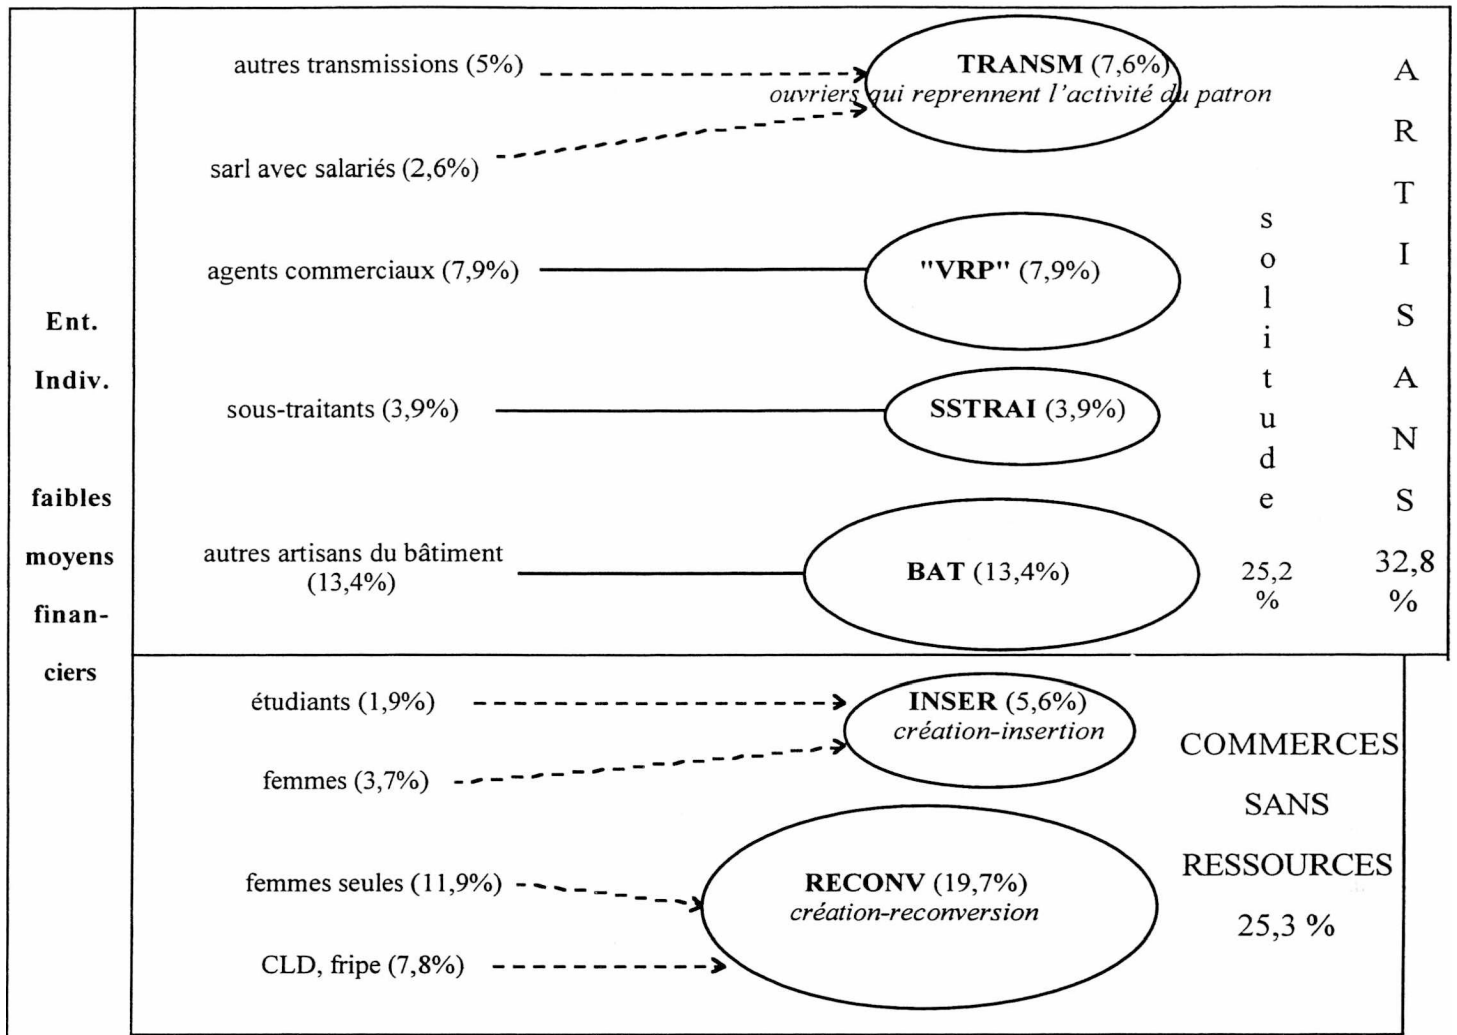 Ent.
Indiv.
faibles
moyens
finan-
ciers
autres transmissions (5%)
TRANSM (7,6%)
ouvriers qui reprennent l'activité du patron
sarl avec salariés (2,6%)
agents commerciaux (7,9%)
"VRP" (7,9%)
sous-traitants (3,9%)
SSTRAI (3,9%)
autres artisans du bâtiment
(13,4%)
BAT (13,4%)
s
o
l
i
t
u
d
e
25,2
%
A
R
T
I
S
A
N
S
32,8
%
étudiants (1,9%)
INSER (5,6%)
création-insertion
femmes (3,7%)
femmes seules (11,9%)
RECONV (19,7%)
création-reconversion
CLD, fripe (7,8%)
COMMERCES
SANS
RESSOURCES
25,3 %